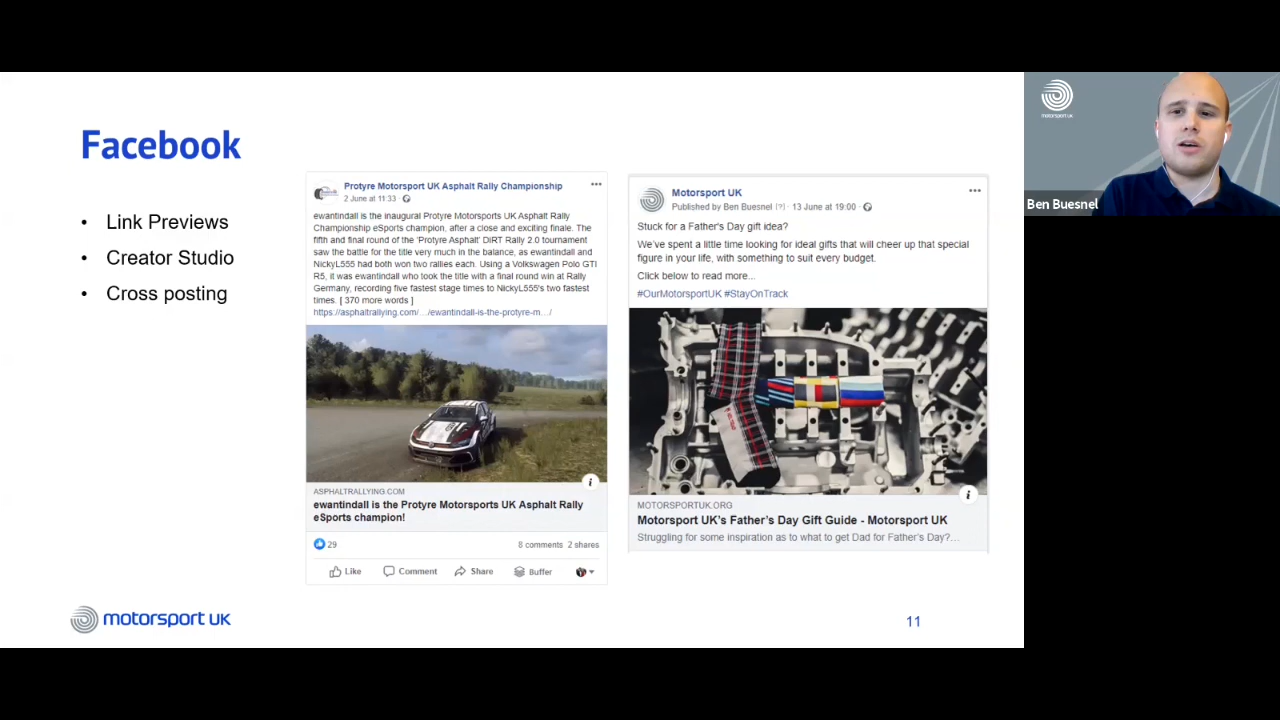 Facebook
• Link Previews
• Creator Studio
• Cross posting
Protyre Motorsport UK Asphalt Rally Championship
2 June at 11:33
ewantindall is the inaugural Protyre Motorsports UK Asphalt Rally
Championship eSports champion, after a close and exciting finale. The
fifth and final round of the 'Protyre Asphalt' DiRT Rally 2.0 tournament
saw the battle for the title very much in the balance, as ewantindall and
NickyL555 had both won two rallies each. Using a Volkswagen Polo GTI
R5, it was ewantindall who took the title with a final round win at Rally
Germany, recording five fastest stage times to NickyL555's two fastest
times. [ 370 more words ]
https://asphaltrallying.com/…/ewantindall-is-the-protyre-m…/
ASPHALTRALLYING.COM
ewantindall is the Protyre Motorsports UK Asphalt Rally
eSports champion!
29
8 comments 2 shares
Like Comment Share Buffer
Motorsport UK
Published by Ben Buesnel [?] · 13 June at 19:00
Stuck for a Father's Day gift idea?
We've spent a little time looking for ideal gifts that will cheer up that special
figure in your life, with something to suit every budget.
Click below to read more...
#OurMotorsportUK #StayOnTrack
MOTORSPORTUK.ORG
Motorsport UK's Father's Day Gift Guide - Motorsport UK
Struggling for some inspiration as to what to get Dad for Father's Day?…
motorsport UK
11
motorsport UK
Ben Buesnel